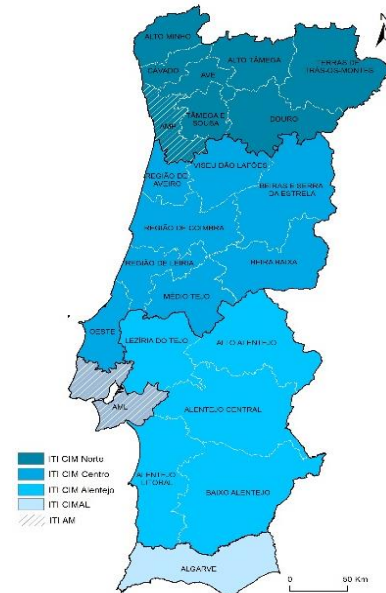 N
ALTO MINHO
ALTO TÂMEGA
TERRAS DE
TRÁS-OS-MONTES
CÁVADO
AVE
AMP
TÂMEGA E
SOUSA
DOURO
VISEU DÃO LAFÕES
REGIÃO DE
AVEIRO
BEIRAS E SERRA
DA ESTRELA
REGIÃO DE COIMBRA
REGIÃO DE LEIRIA
BEIRA BAIXA
MÉDIO TEJO
OESTE
LEZÍRIA DO TEJO
ALTO ALENTEJO
AML
ALENTEJO CENTRAL
ALENTEJO
LITORAL
BAIXO ALENTEJO
ALGARVE
ITI CIM Norte
ITI CIM Centro
ITI CIM Alentejo
ITI CIMAL
ITI AM
0 50 Km